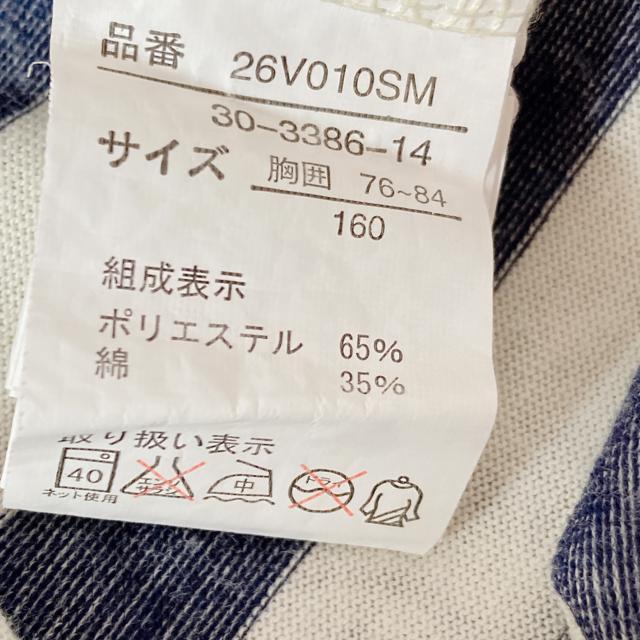 品番 26V010SM
30-3386-14
サイズ 胸囲 76~84
160
組成表示
ポリエステル 65%
綿 35%
取り扱い表示
40 中
ネット使用